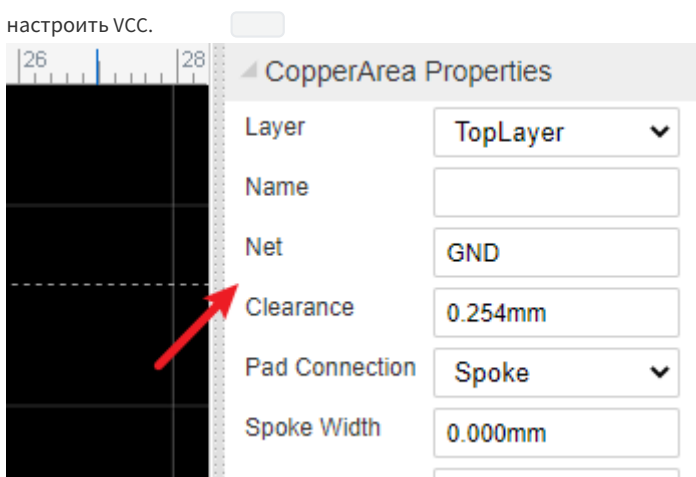 настроить VCC.
26 28
CopperArea Properties
Layer TopLayer
Name
Net GND
Clearance 0.254mm
Pad Connection Spoke
Spoke Width 0.000mm